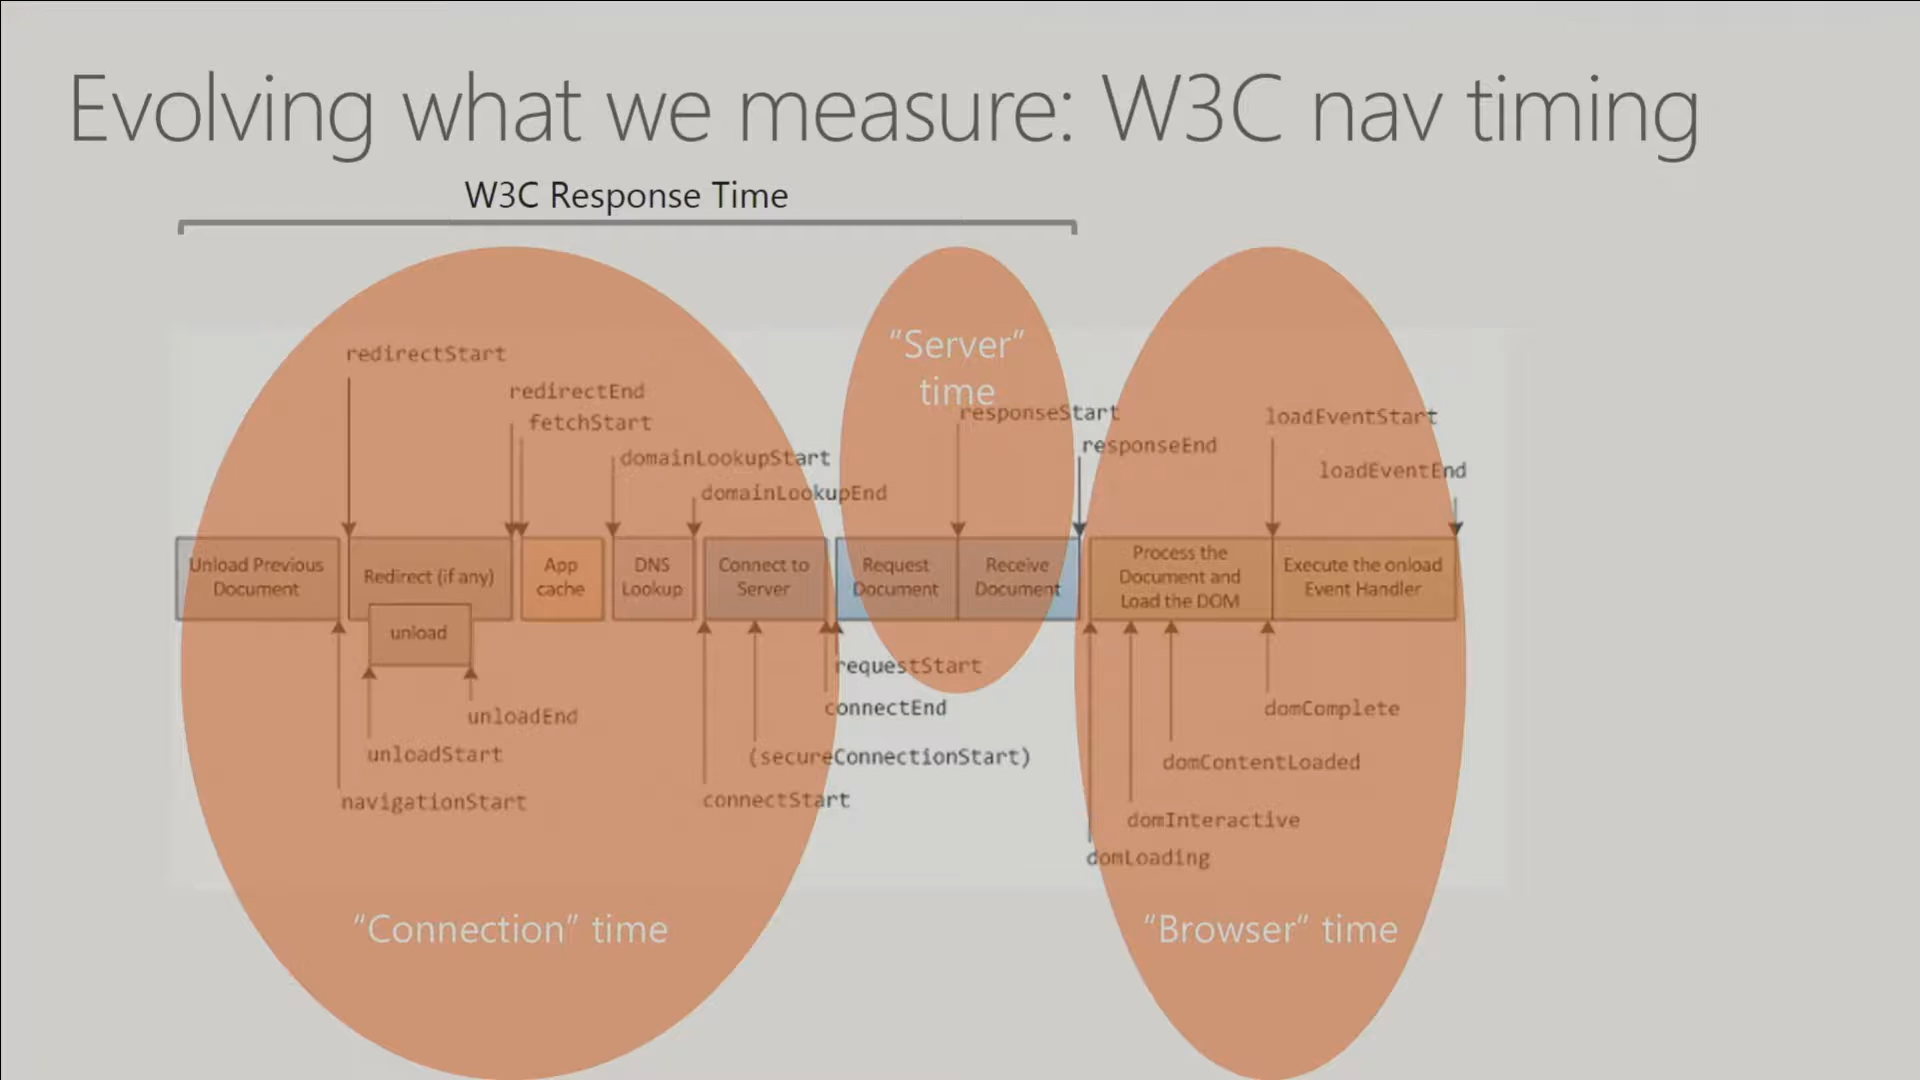 Evolving what we measure: W3C nav timing
W3C Response Time
"Server"
time
redirectStart
redirectEnd
fetchStart
domainLookupStart
domainLookupEnd
responseStart
responseEnd
loadEventStart
loadEventEnd
Unload Previous
Document
Redirect (if any)
unload
App
cache
DNS
Lookup
Connect to
Server
Request
Document
Receive
Document
Process the
Document and
Load the DOM
Execute the onload
Event Handler
requestStart
connectEnd
(secureConnectionStart)
connectStart
unloadEnd
unloadStart
navigationStart
domComplete
domContentLoaded
domInteractive
domLoading
"Connection" time
"Browser" time